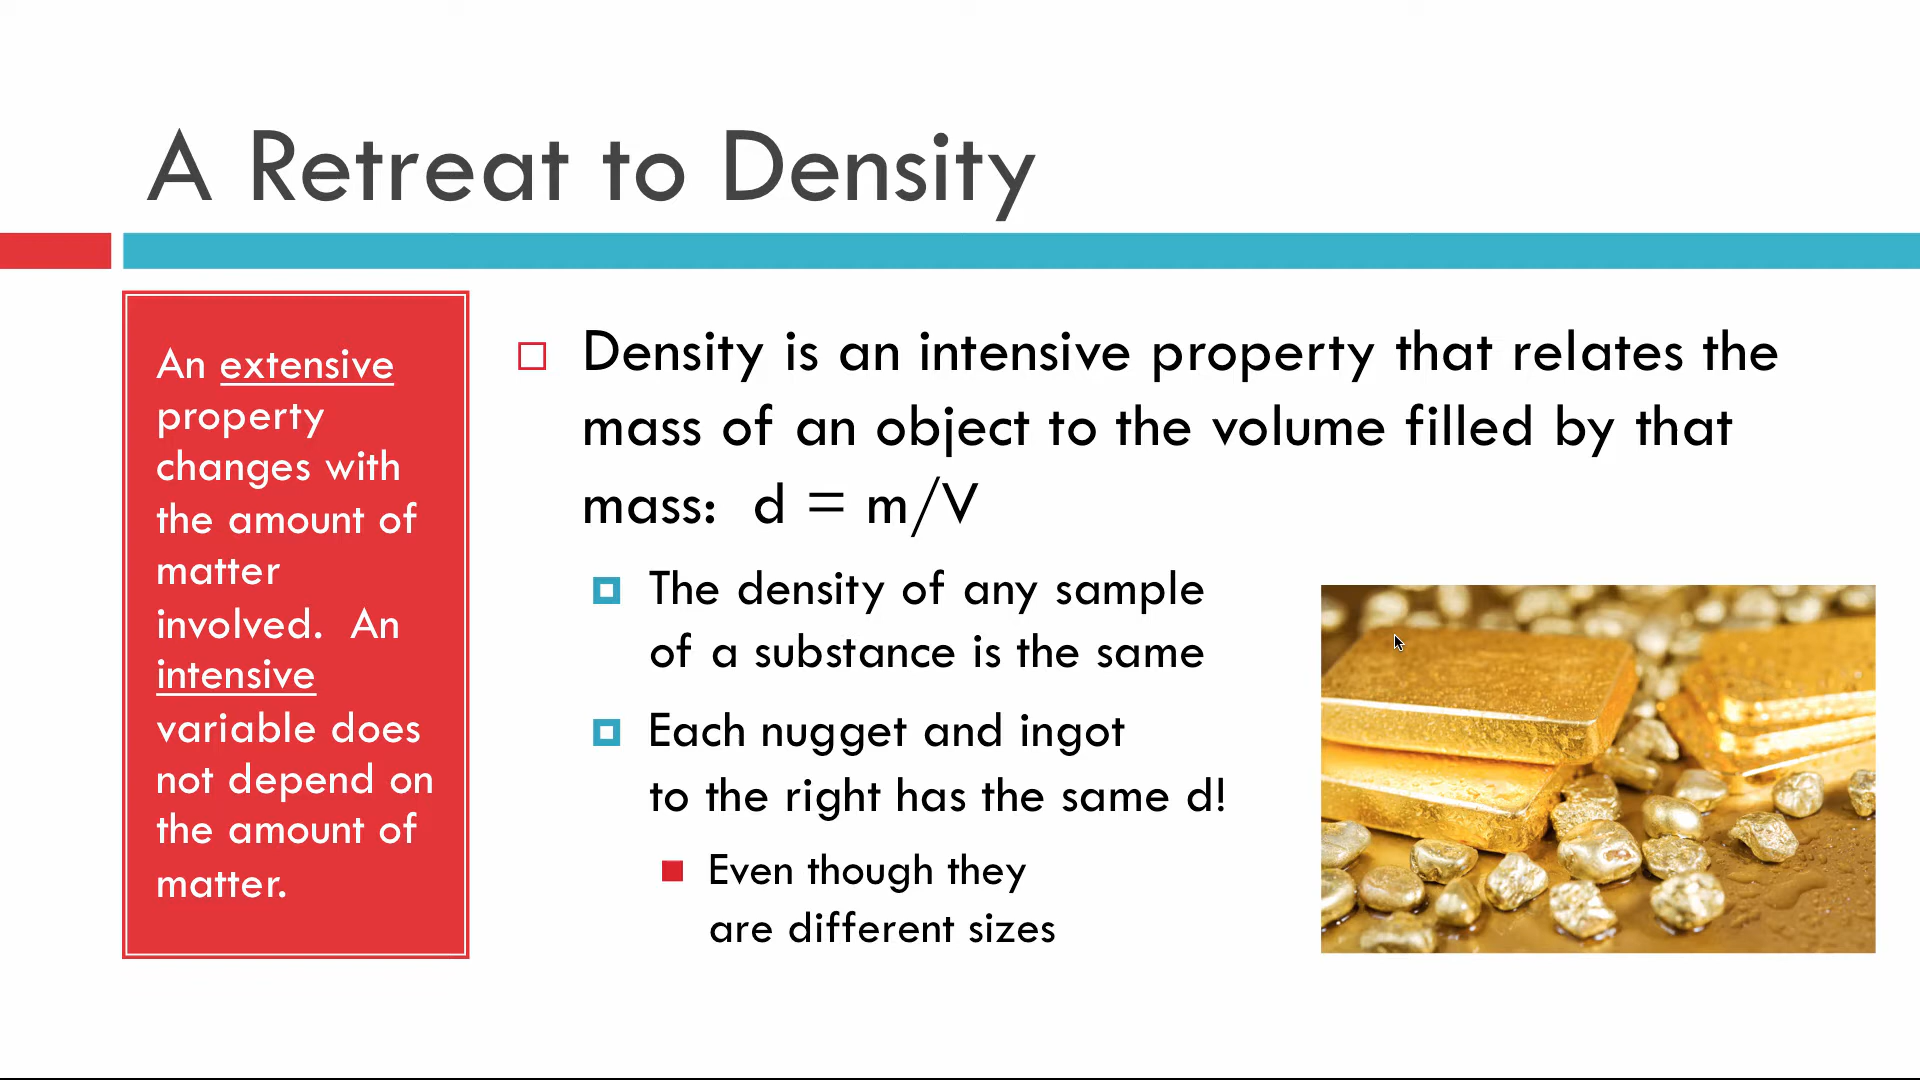 A Retreat to Density
An extensive
property
changes with
the amount of
matter
involved.  An
intensive
variable does
not depend on
the amount of
matter.
Density is an intensive property that relates the
mass of an object to the volume filled by that
mass:  d = m/V
The density of any sample
of a substance is the same
Each nugget and ingot
to the right has the same d!
Even though they
are different sizes